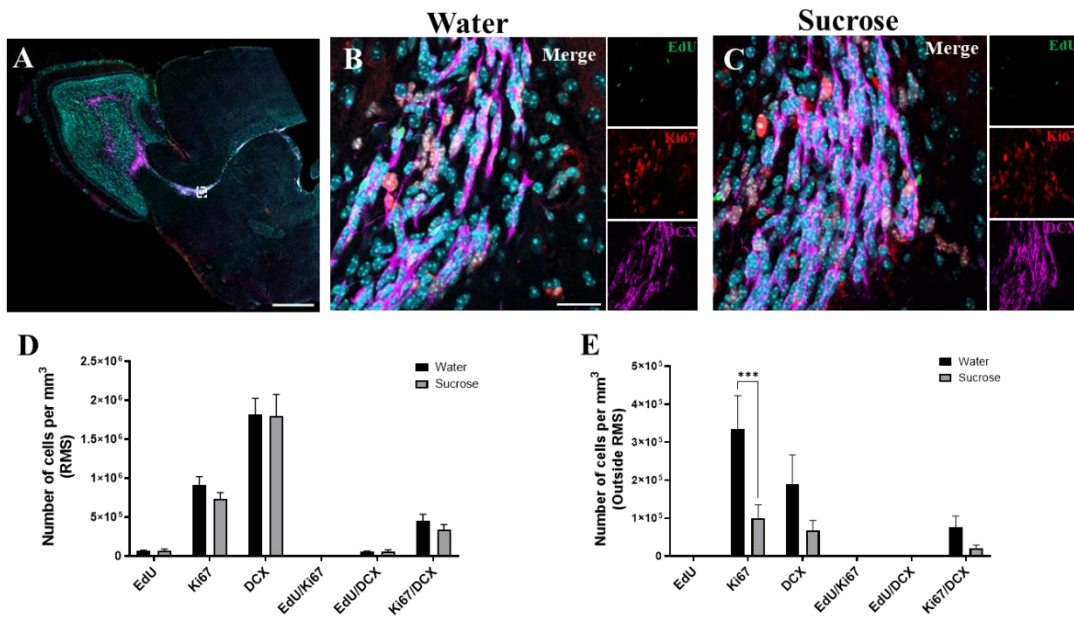 Water
Sucrose
A
B
Merge
EdU
Ki67
DCX
C
Merge
EdU
Ki67
DCX
D
Number of cells per mm³
(RMS)
2.5×10⁶
2×10⁶
1.5×10⁶
1×10⁶
5×10⁵
0
Water
Sucrose
EdU
Ki67
DCX
EdU/Ki67
EdU/DCX
Ki67/DCX
E
Number of cells per mm³
(Outside RMS)
5×10⁵
4×10⁵
3×10⁵
2×10⁵
1×10⁵
0
***
Water
Sucrose
EdU
Ki67
DCX
EdU/Ki67
EdU/DCX
Ki67/DCX